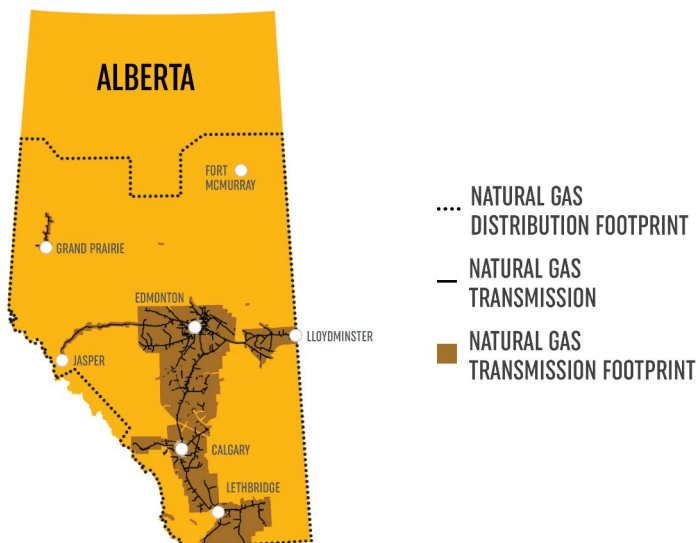 ALBERTA
FORT
MCMURRAY
GRAND PRAIRIE
EDMONTON
LLOYDMINSTER
JASPER
CALGARY
LETHBRIDGE
NATURAL GAS
DISTRIBUTION FOOTPRINT
NATURAL GAS
TRANSMISSION
NATURAL GAS
TRANSMISSION FOOTPRINT